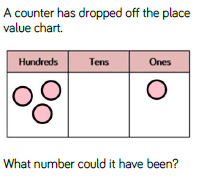 A counter has dropped off the place
value chart.
Hundreds Tens Ones
What number could it have been?